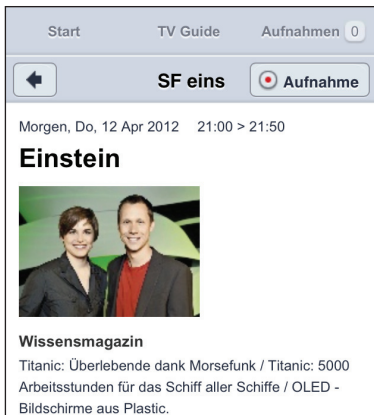 Start TV Guide Aufnahmen 0
SF eins Aufnahme
Morgen, Do, 12 Apr 2012 21:00 > 21:50
Einstein
Wissensmagazin
Titanic: Überlebende dank Morsefunk / Titanic: 5000
Arbeitsstunden für das Schiff aller Schiffe / OLED -
Bildschirme aus Plastic.